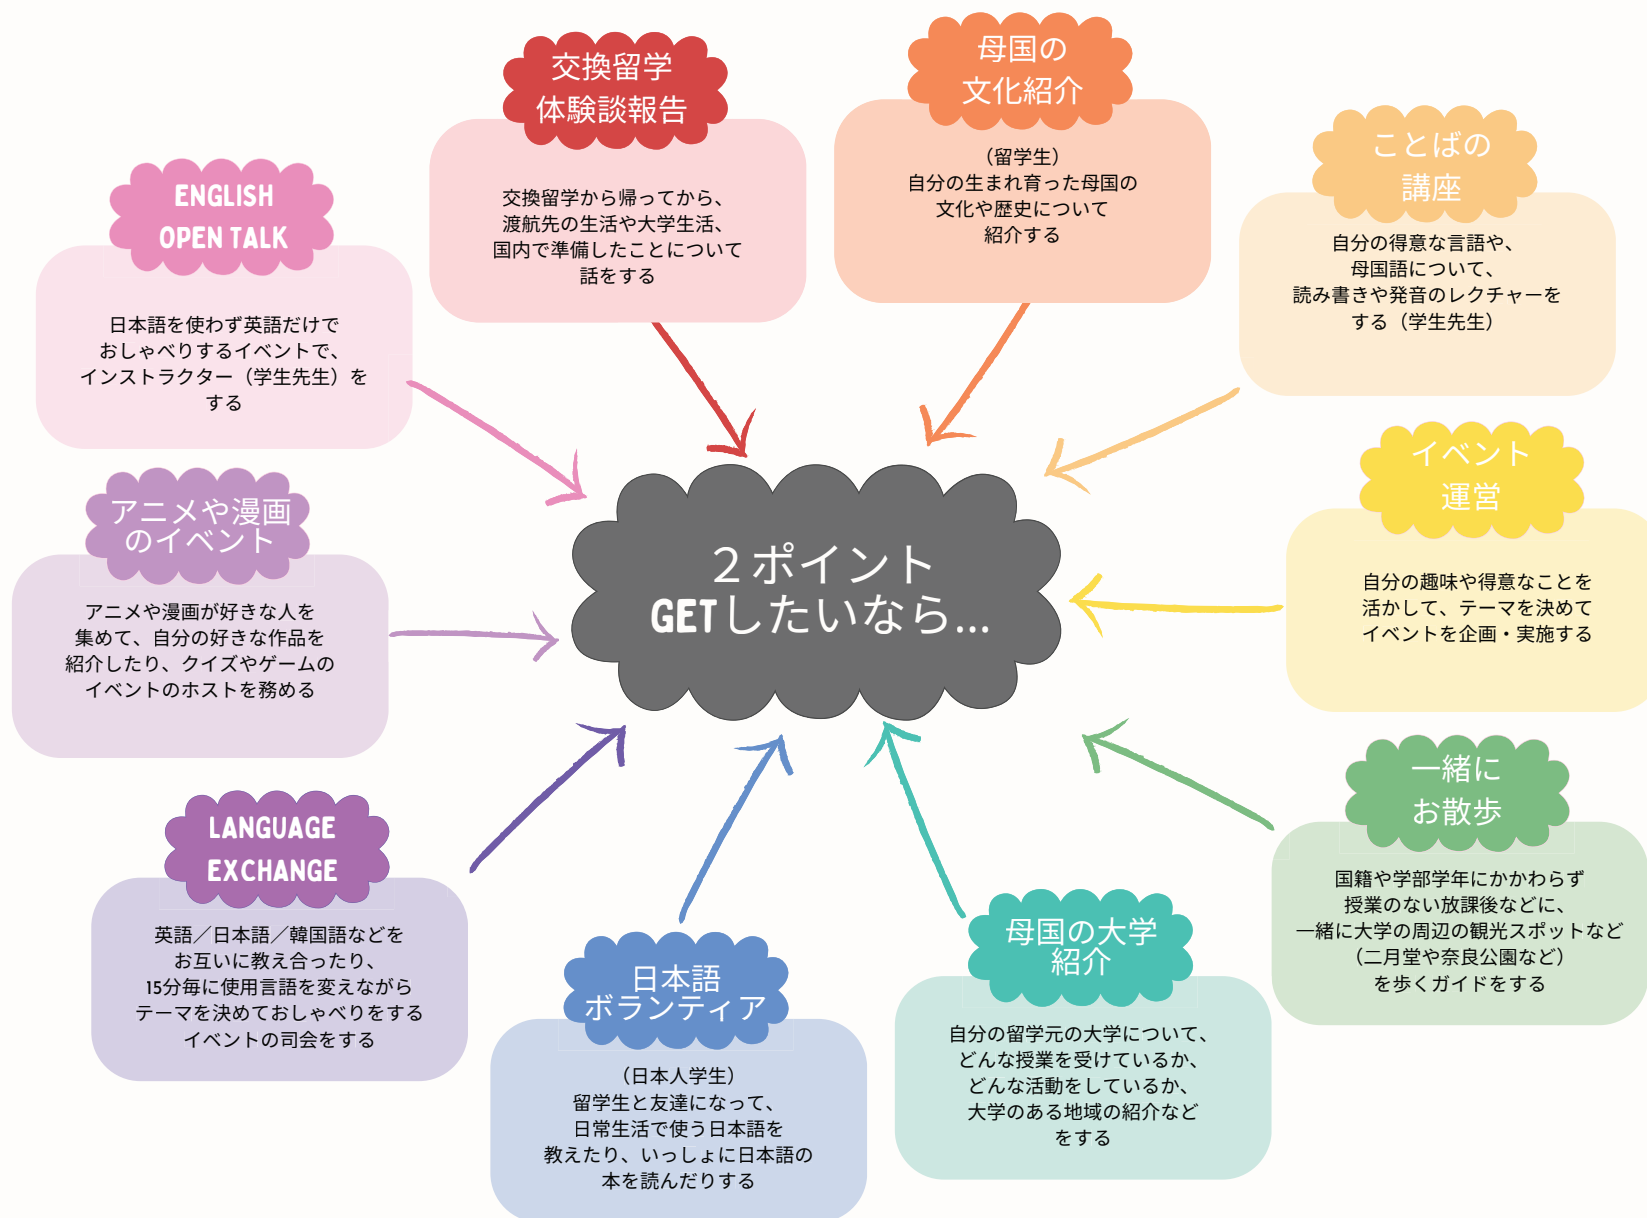 交換留学
体験談報告
交換留学から帰ってから、
渡航先の生活や大学生活、
国内で準備したことについて
話をする
母国の
文化紹介
（留学生）
自分の生まれ育った母国の
文化や歴史について
紹介する
ことばの
講座
自分の得意な言語や、
母国語について、
読み書きや発音のレクチャーを
する（学生先生）
ENGLISH
OPEN TALK
日本語を使わず英語だけで
おしゃべりするイベントで、
インストラクター（学生先生）を
する
イベント
運営
自分の趣味や得意なことを
活かして、テーマを決めて
イベントを企画・実施する
アニメや漫画
のイベント
アニメや漫画が好きな人を
集めて、自分の好きな作品を
紹介したり、クイズやゲームの
イベントのホストを務める
２ポイント
GETしたいなら...
一緒に
お散歩
国籍や学部学年にかかわらず
授業のない放課後などに、
一緒に大学の周辺の観光スポットなど
（二月堂や奈良公園など）
を歩くガイドをする
LANGUAGE
EXCHANGE
英語／日本語／韓国語などを
お互いに教え合ったり、
15分毎に使用言語を変えながら
テーマを決めておしゃべりをする
イベントの司会をする
日本語
ボランティア
（日本人学生）
留学生と友達になって、
日常生活で使う日本語を
教えたり、いっしょに日本語の
本を読んだりする
母国の大学
紹介
自分の留学元の大学について、
どんな授業を受けているか、
どんな活動をしているか、
大学のある地域の紹介など
をする